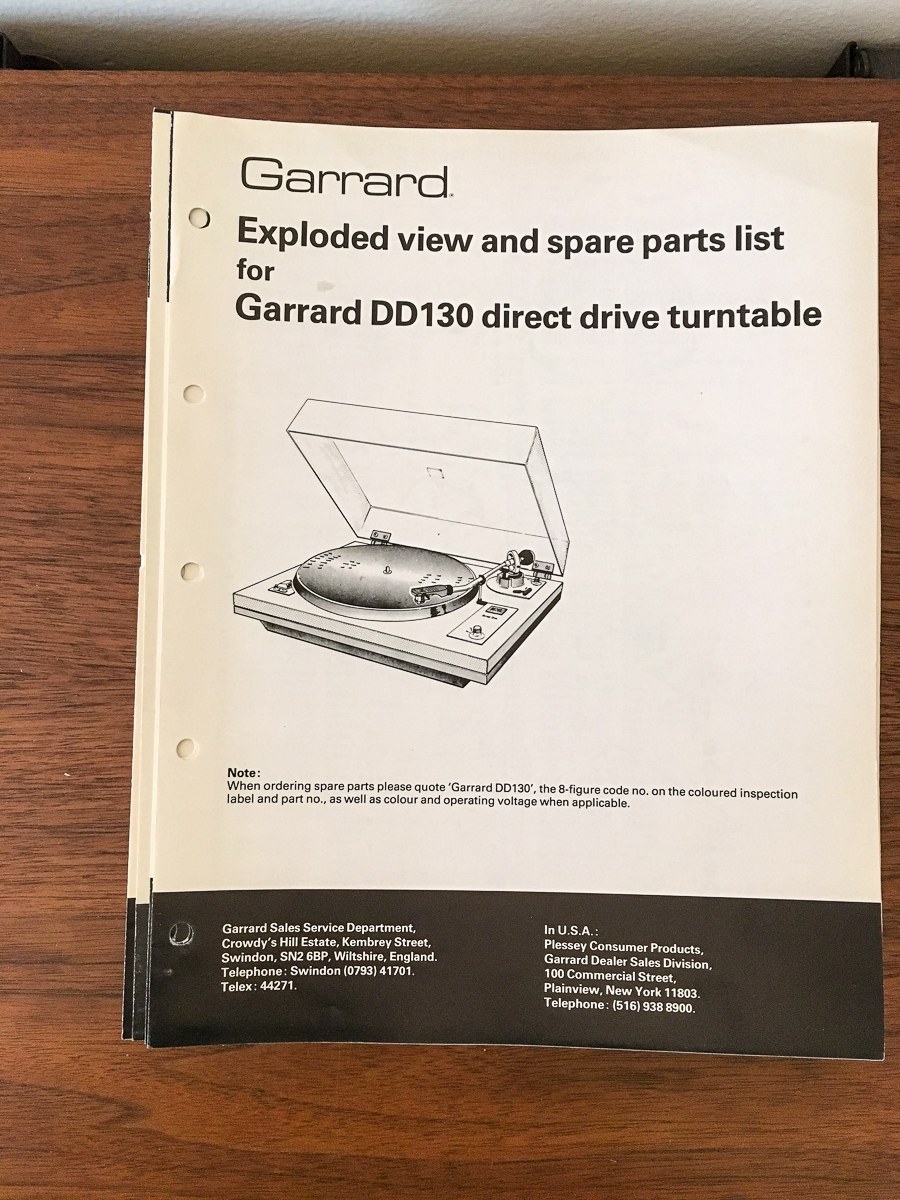 Garrard
Exploded view and spare parts list
for
Garrard DD130 direct drive turntable
Note:
When ordering spare parts please quote 'Garrard DD130', the 8-figure code no. on the coloured inspection
label and part no., as well as colour and operating voltage when applicable.
Garrard Sales Service Department,
Crowdy's Hill Estate, Kembrey Street,
Swindon, SN2 6BP, Wiltshire, England.
Telephone: Swindon (0793) 41701.
Telex: 44271.
In U.S.A.:
Plessey Consumer Products,
Garrard Dealer Sales Division,
100 Commercial Street,
Plainview, New York 11803.
Telephone: (516) 938 8900.